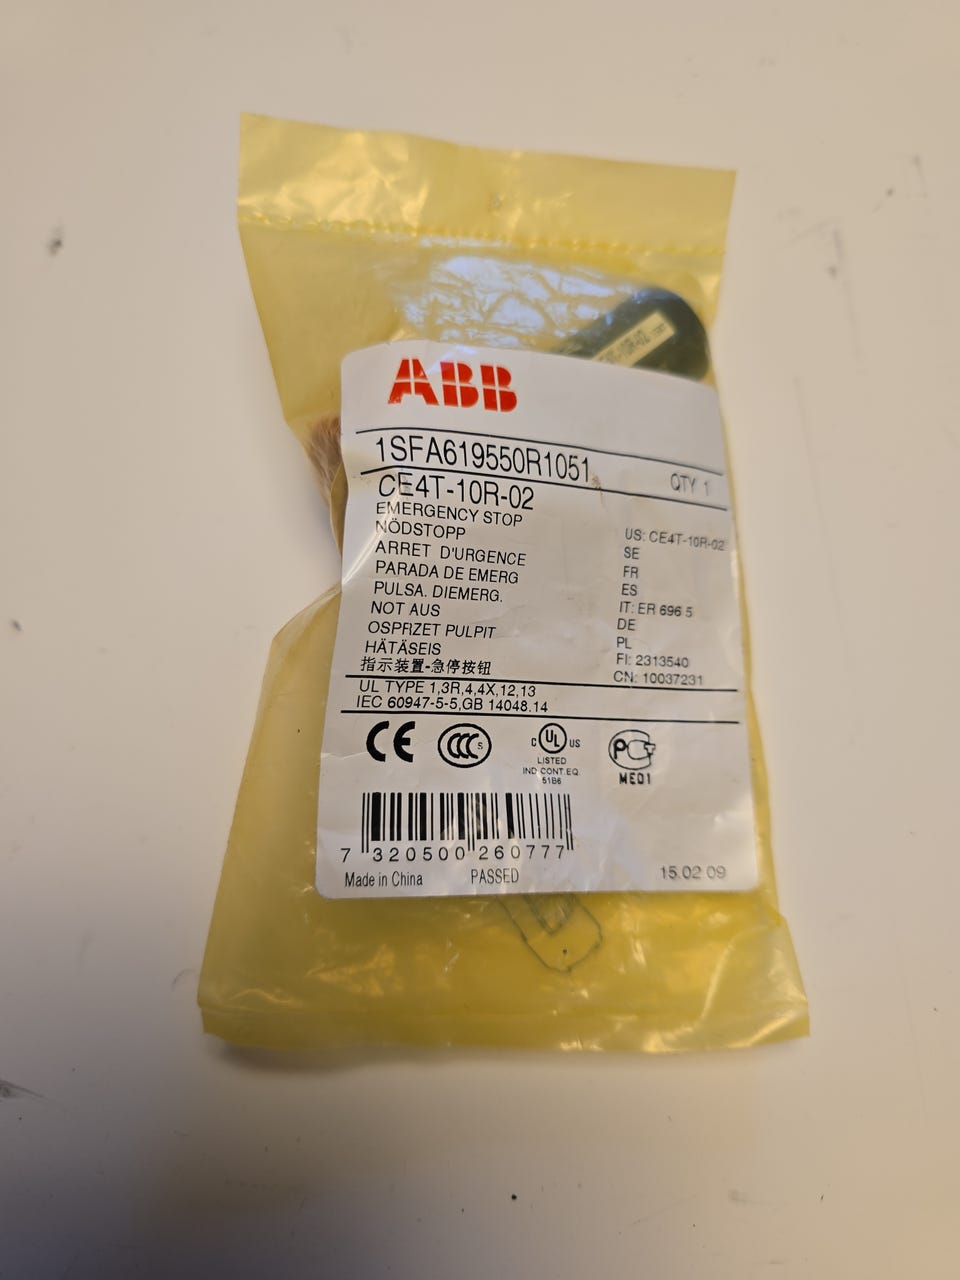 ABB
1SFA619550R1051
QTY 1
CE4T-10R-02
EMERGENCY STOP US: CE4T-10R-02
NÖDSTOPP SE
ARRET D'URGENCE FR
PARADA DE EMERG ES
PULSA. DIEMERG. IT: ER 696 5
NOT AUS DE
OSPRZET PULPIT PL
HÄTÄSEIS FI: 2313540
指示装置-急停按钮 CN: 10037231
UL TYPE 1,3R,4,4X,12,13
IEC 60947-5-5,GB 14048.14
CE CCC S C UL US PCT
LISTED
IND.CONT.EQ.
51B6
ME01
7 320500 260777
Made in China PASSED 15.02.09